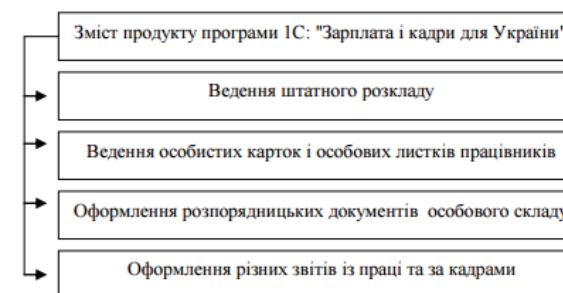 Зміст продукту програми 1С: "Зарплата і кадри для України"
Ведення штатного розкладу
Ведення особистих карток і особових листків працівників
Оформлення розпорядницьких документів особового складу
Оформлення різних звітів із праці та за кадрами